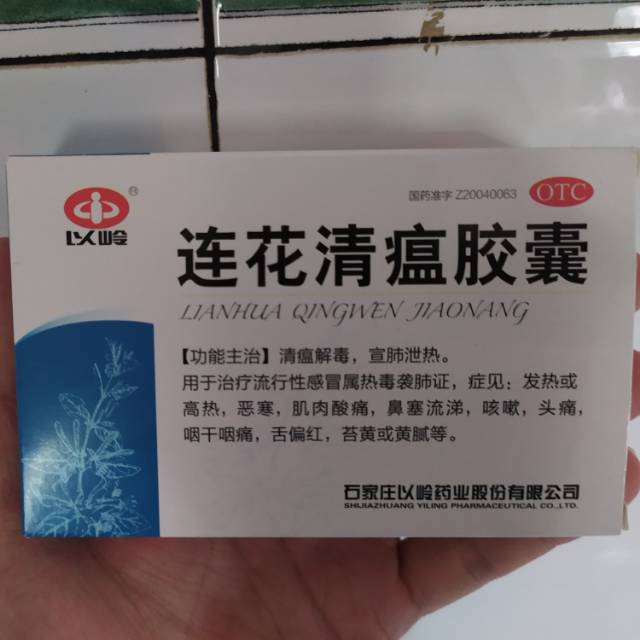 国药准字 Z20040063 OTC
®
以岭
连花清瘟胶囊
LIANHUA QINGWEN JIAONANG
【功能主治】清瘟解毒，宣肺泄热。
用于治疗流行性感冒属热毒袭肺证，症见：发热或
高热，恶寒，肌肉酸痛，鼻塞流涕，咳嗽，头痛，
咽干咽痛，舌偏红，苔黄或黄腻等。
石家庄以岭药业股份有限公司
SHIJIAZHUANG YILING PHARMACEUTICAL CO.,LTD.